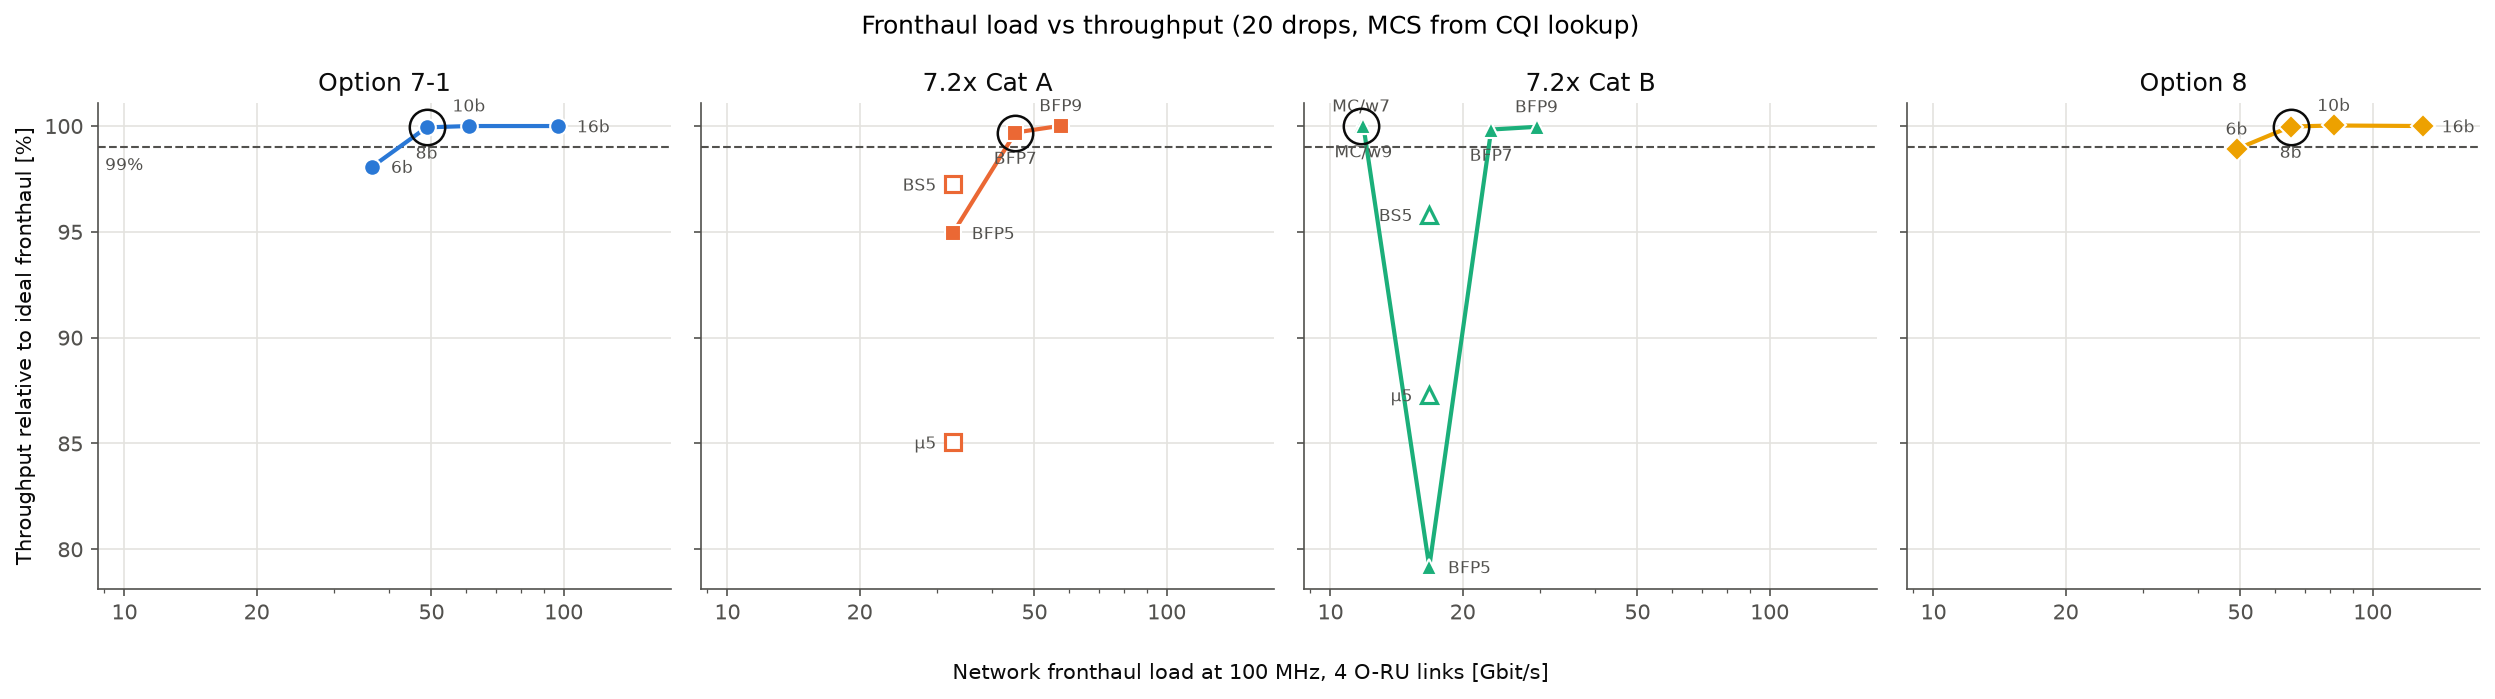 Fronthaul load vs throughput (20 drops, MCS from CQI lookup)
Throughput relative to ideal fronthaul [%]
Option 7-1
100
95
90
85
80
99%
6b
8b
10b
16b
10
20
50
100
7.2x Cat A
BFP9
BFP7
BS5
BFP5
µ5
10
20
50
100
7.2x Cat B
MC/w7
MC/w9
BFP9
BFP7
BS5
µ5
BFP5
10
20
50
100
Option 8
6b
8b
10b
16b
10
20
50
100
Network fronthaul load at 100 MHz, 4 O-RU links [Gbit/s]